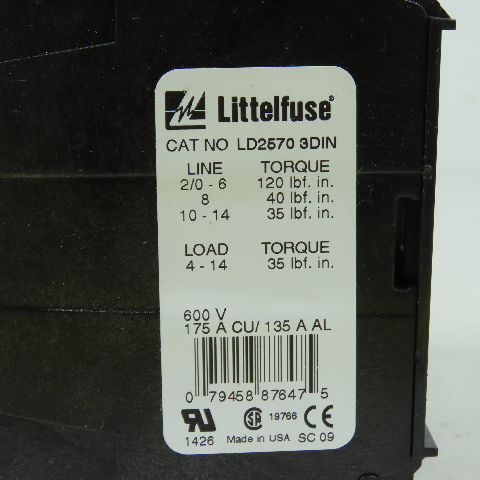 Littelfuse®
CAT NO LD2570 3DIN
LINE TORQUE
2/0 - 6 120 lbf. in.
8 40 lbf. in.
10 - 14 35 lbf. in.
LOAD TORQUE
4 - 14 35 lbf. in.
600 V
175 A CU/ 135 A AL
0 79458 87647 5
1426 19766
Made in USA SC 09